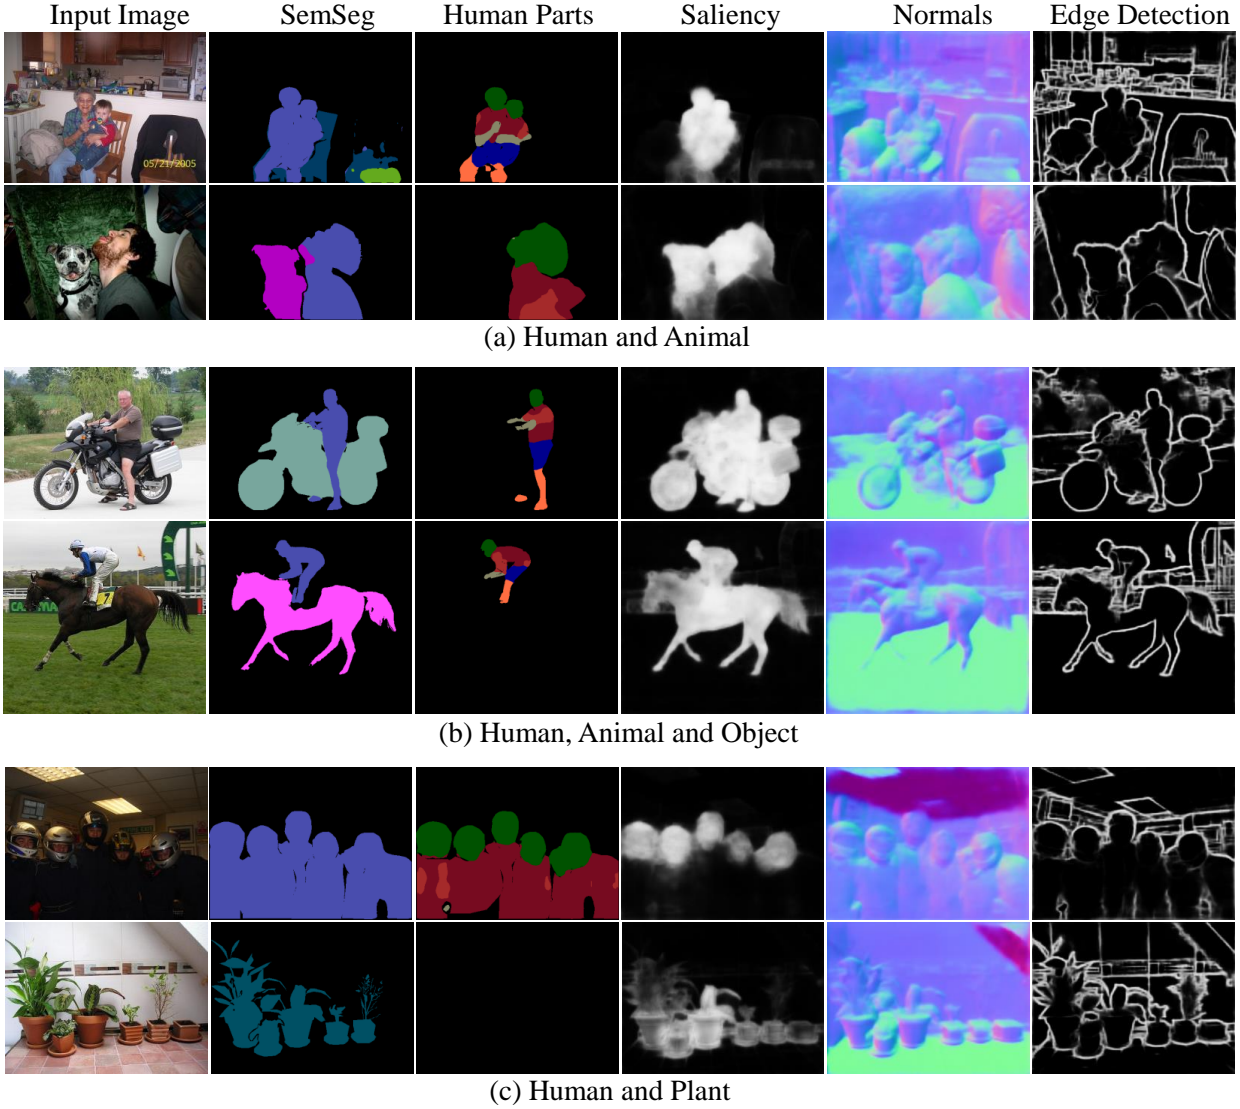 Input Image SemSeg Human Parts Saliency Normals Edge Detection
05/21/2005
(a) Human and Animal
7
(b) Human, Animal and Object
(c) Human and Plant